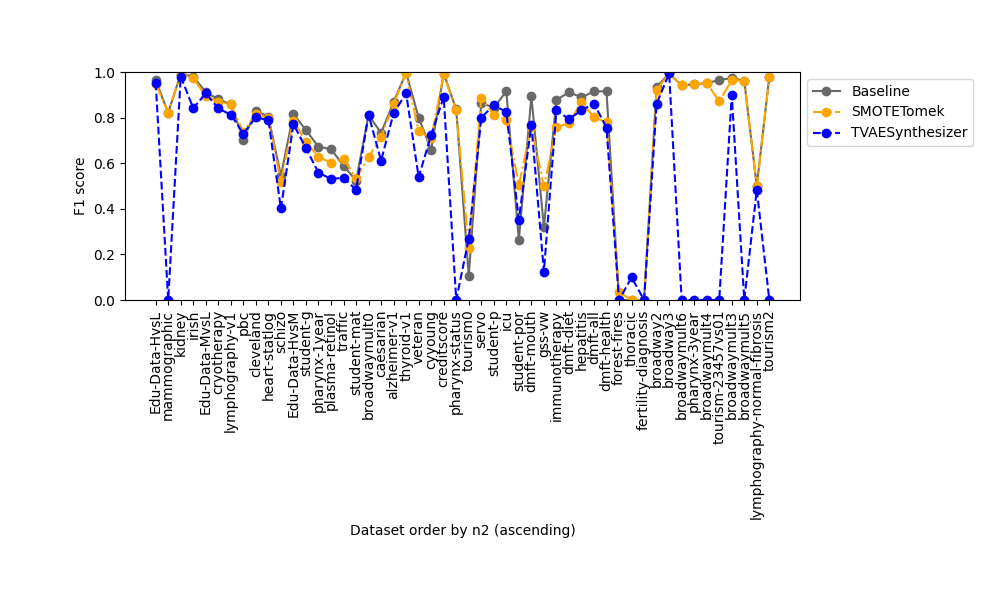 1.0
0.8
0.6
0.4
0.2
0.0
F1 score
Baseline
SMOTETomek
TVAESynthesizer
Edu-Data-HvsL
mammographic
kidney
irish
Edu-Data-MvsL
cryotherapy
lymphography-v1
pbc
cleveland
heart-statlog
schizo
Edu-Data-HvsM
student-g
pharynx-1year
plasma-retinol
traffic
student-mat
broadwaymult0
caesarian
alzheimer-v1
thyroid-v1
veteran
cyyoung
creditscore
pharynx-status
tourism0
servo
student-p
icu
student-por
dmft-mouth
gss-vw
immunotherapy
dmft-diet
hepatitis
dmft-all
dmft-health
forest-fires
thoracic
fertility-diagnosis
broadway2
broadway3
broadwaymult6
pharynx-3year
broadwaymult4
tourism-23457vs01
broadwaymult3
broadwaymult5
lymphography-normal-fibrosis
tourism2
Dataset order by n2 (ascending)